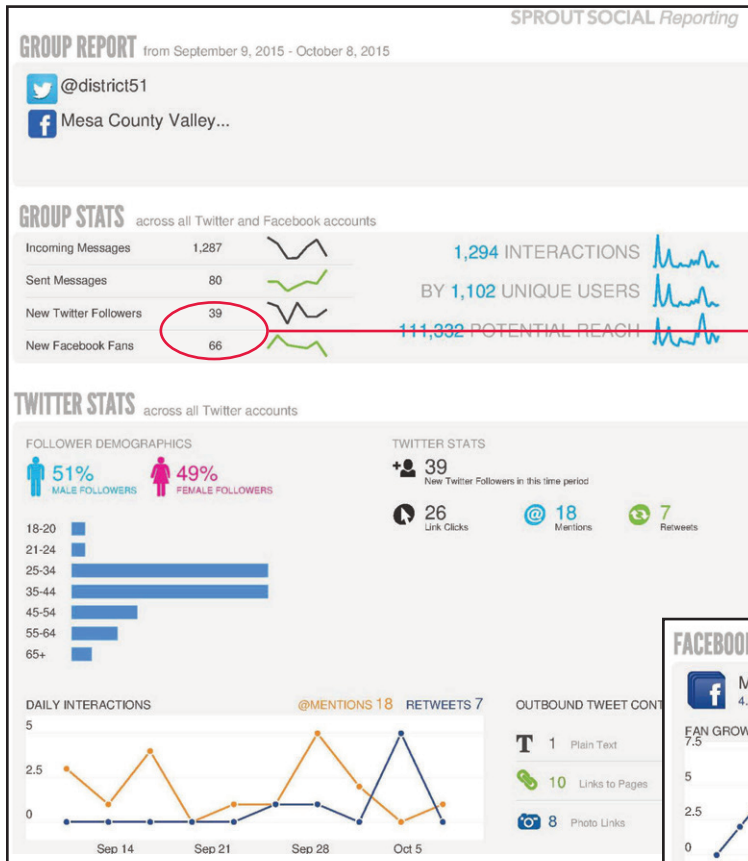 SPROUT SOCIAL Reporting
GROUP REPORT from September 9, 2015 - October 8, 2015
@district51
Mesa County Valley...
GROUP STATS across all Twitter and Facebook accounts
Incoming Messages 1,287
Sent Messages 80
New Twitter Followers 39
New Facebook Fans 66
1,294 INTERACTIONS
BY 1,102 UNIQUE USERS
111,332 POTENTIAL REACH
TWITTER STATS across all Twitter accounts
FOLLOWER DEMOGRAPHICS
51%
MALE FOLLOWERS
49%
FEMALE FOLLOWERS
18-20
21-24
25-34
35-44
45-54
55-64
65+
TWITTER STATS
39
New Twitter Followers in this time period
26
Link Clicks
18
Mentions
7
Retweets
DAILY INTERACTIONS @MENTIONS 18 RETWEETS 7
5
2.5
0
Sep 14 Sep 21 Sep 28 Oct 5
OUTBOUND TWEET CONT
T 1 Plain Text
10 Links to Pages
8 Photo Links
FACEBOO
M
4.
FAN GROW
7.5
5
2.5
0